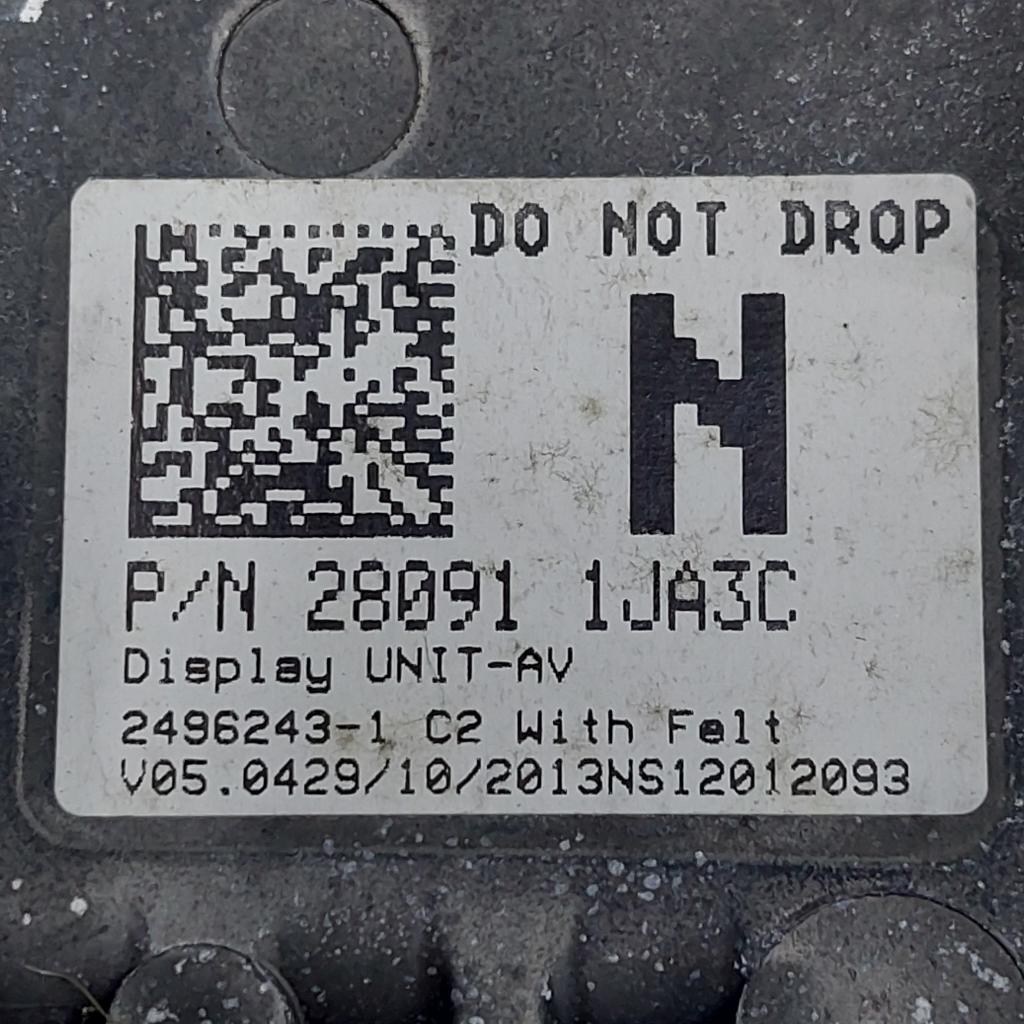 DO NOT DROP
N
P/N 28091 1JA3C
Display UNIT-AV
2496243-1 C2 With Felt
V05.0429/10/2013NS12012093